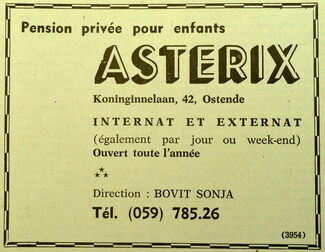 Pension privée pour enfants
ASTERIX
Koninginnelaan, 42, Ostende
INTERNAT ET EXTERNAT
(également par jour ou week-end)
Ouvert toute l'année
Direction : BOVIT SONJA
Tél. (059) 785.26
(3954)